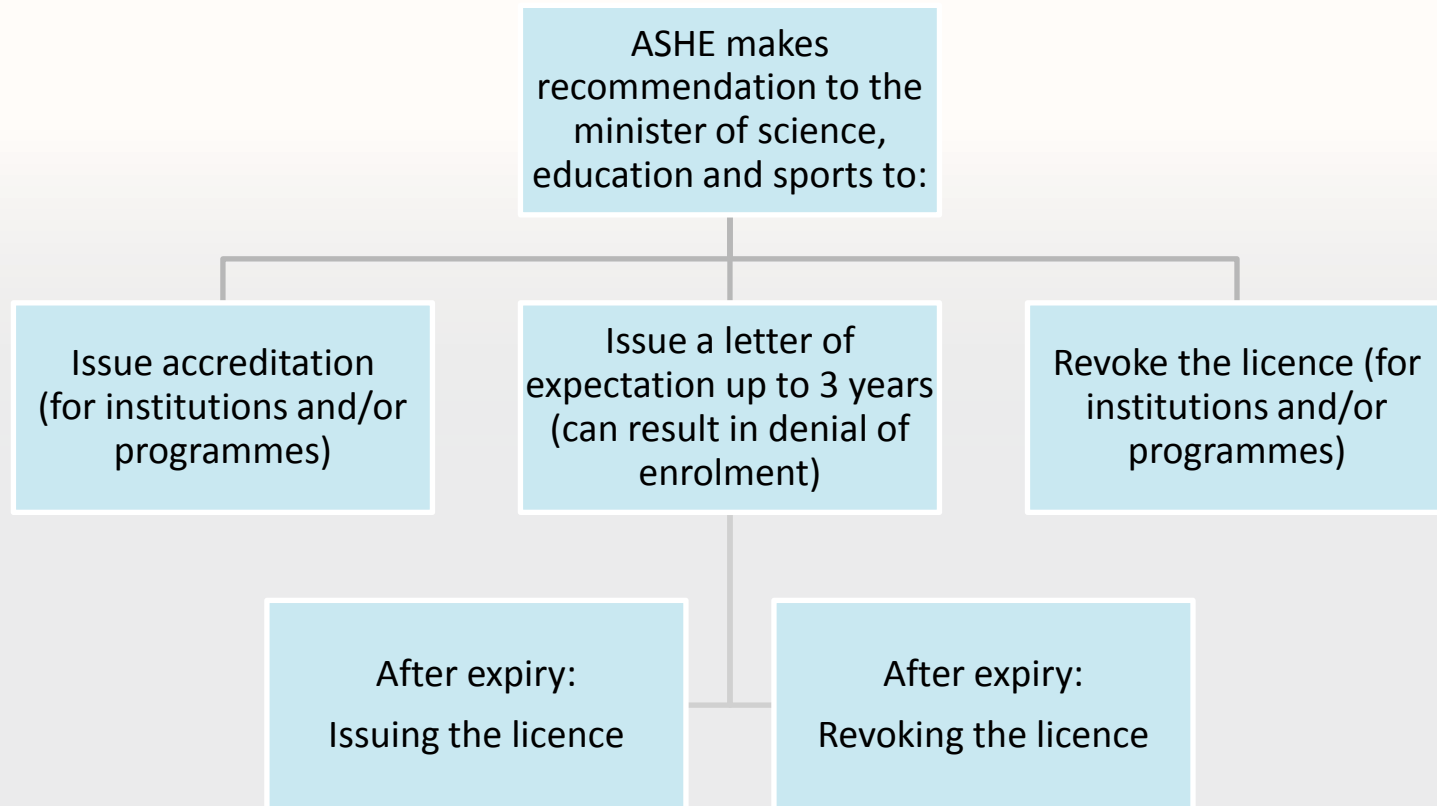 ASHE makes
recommendation to the
minister of science,
education and sports to:
Issue accreditation
(for institutions and/or
programmes)
Issue a letter of
expectation up to 3 years
(can result in denial of
enrolment)
Revoke the licence (for
institutions and/or
programmes)
After expiry:
Issuing the licence
After expiry:
Revoking the licence